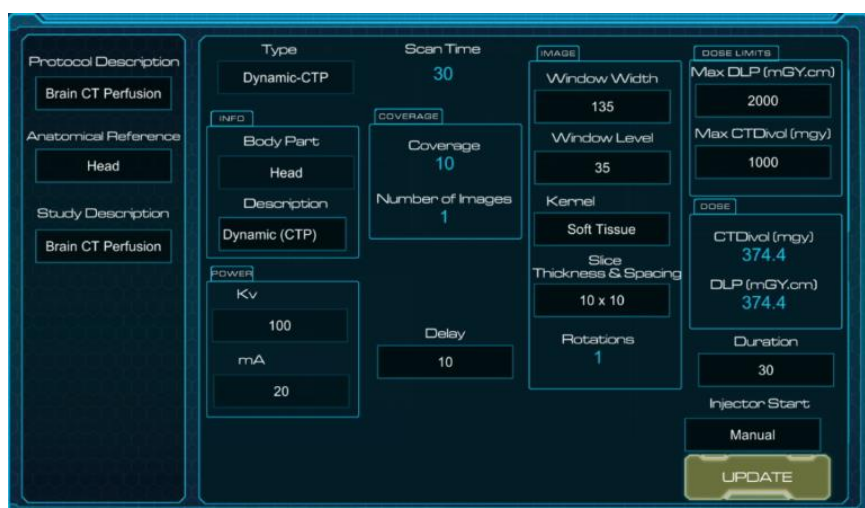 Protocol Description
Brain CT Perfusion
Anatomical Reference
Head
Study Description
Brain CT Perfusion
Type
Dynamic-CTP
Scan Time
30
INFO
Body Part
Head
Description
Dynamic (CTP)
COVERAGE
Coverage
10
Number of Images
1
POWER
Kv
100
mA
20
Delay
10
IMAGE
Window Width
135
Window Level
35
Kernel
Soft Tissue
Slice
Thickness & Spacing
10 x 10
Rotations
1
DOSE LIMITS
Max DLP (mGY.cm)
2000
Max CTDivol (mgy)
1000
DOSE
CTDivol (mgy)
374.4
DLP (mGY.cm)
374.4
Duration
30
Injector Start
Manual
UPDATE